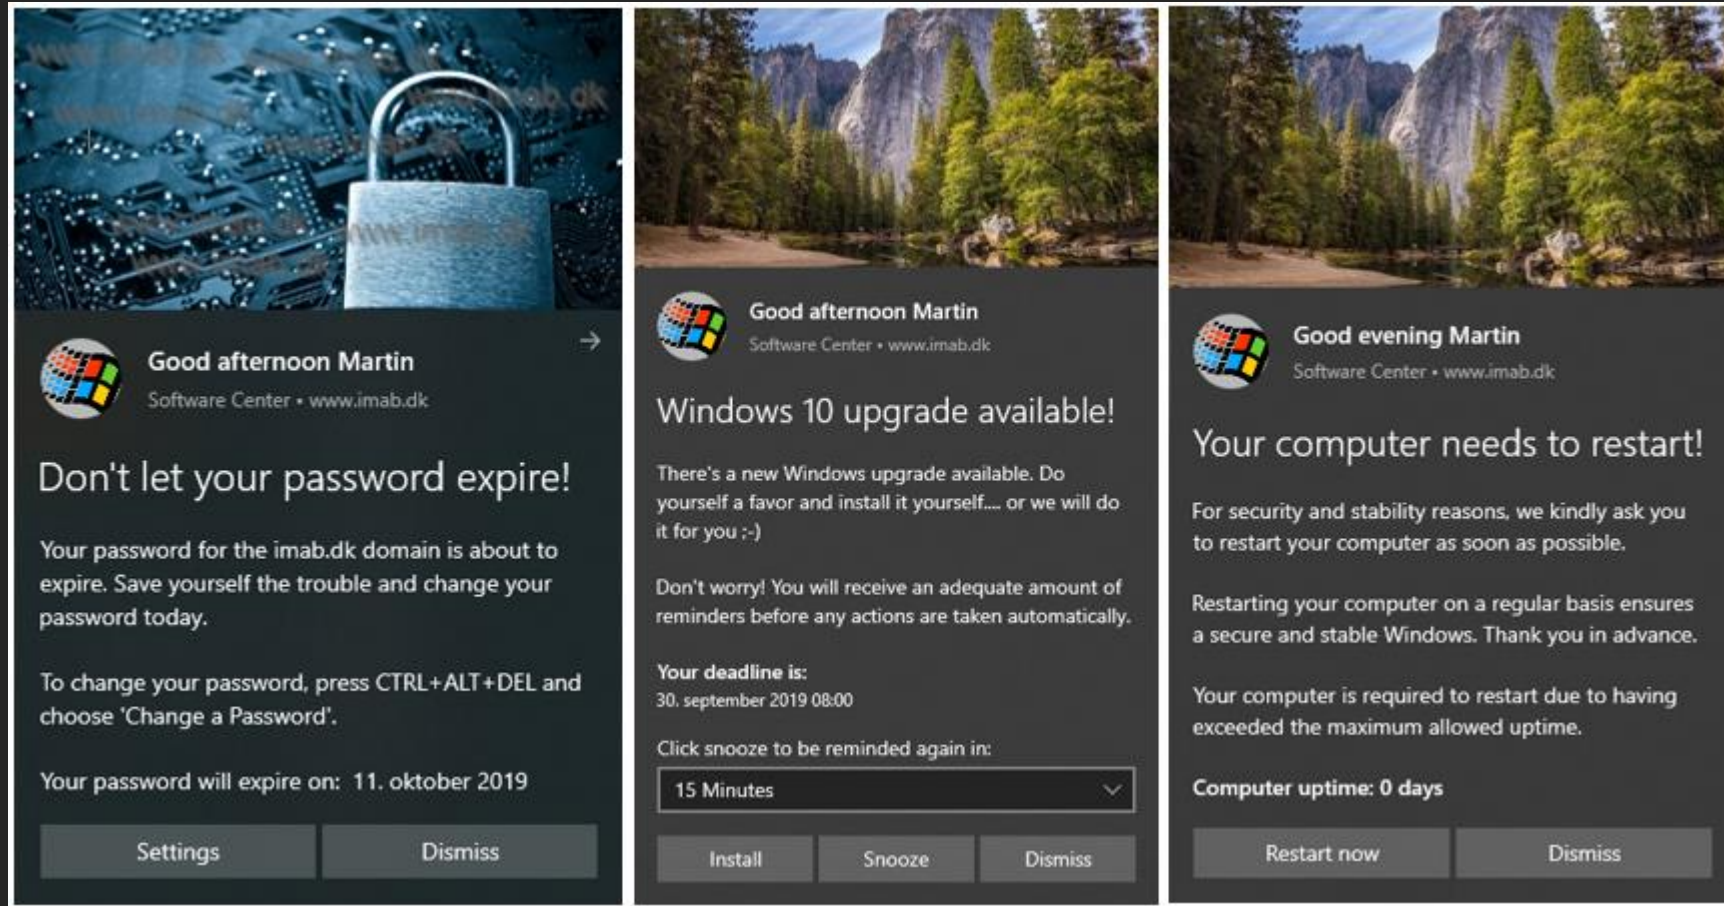 www.imab.dk
www.imab.dk
www.imab.dk
Good afternoon Martin
Software Center • www.imab.dk
Don't let your password expire!
Your password for the imab.dk domain is about to
expire. Save yourself the trouble and change your
password today.
To change your password, press CTRL+ALT+DEL and
choose 'Change a Password'.
Your password will expire on: 11. oktober 2019
Settings
Dismiss
Good afternoon Martin
Software Center • www.imab.dk
Windows 10 upgrade available!
There's a new Windows upgrade available. Do
yourself a favor and install it yourself.... or we will do
it for you ;-)
Don't worry! You will receive an adequate amount of
reminders before any actions are taken automatically.
Your deadline is:
30. september 2019 08:00
Click snooze to be reminded again in:
15 Minutes
Install
Snooze
Dismiss
Good evening Martin
Software Center • www.imab.dk
Your computer needs to restart!
For security and stability reasons, we kindly ask you
to restart your computer as soon as possible.
Restarting your computer on a regular basis ensures
a secure and stable Windows. Thank you in advance.
Your computer is required to restart due to having
exceeded the maximum allowed uptime.
Computer uptime: 0 days
Restart now
Dismiss